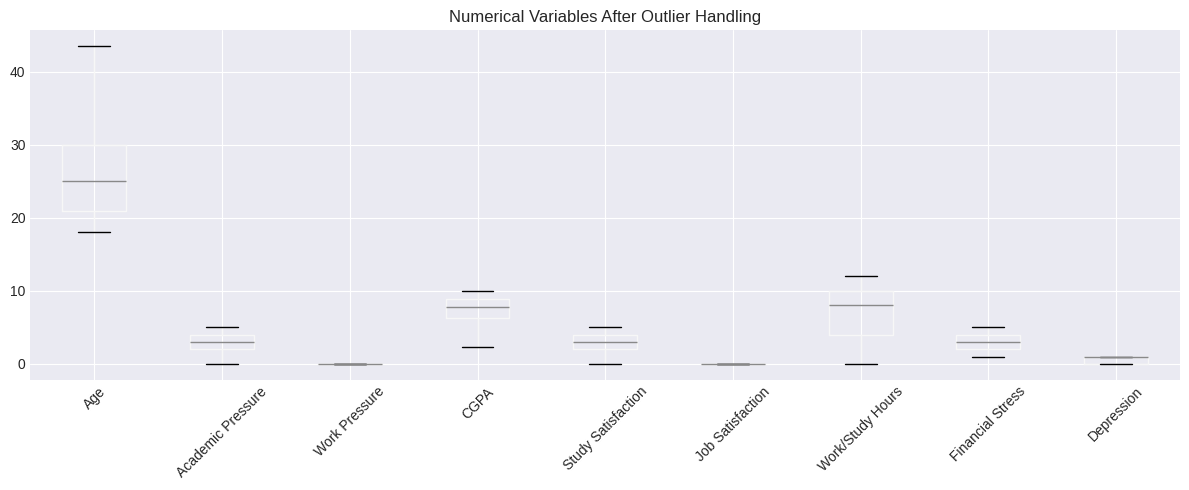 Numerical Variables After Outlier Handling
40
30
20
10
0
Age
Academic Pressure
Work Pressure
CGPA
Study Satisfaction
Job Satisfaction
Work/Study Hours
Financial Stress
Depression